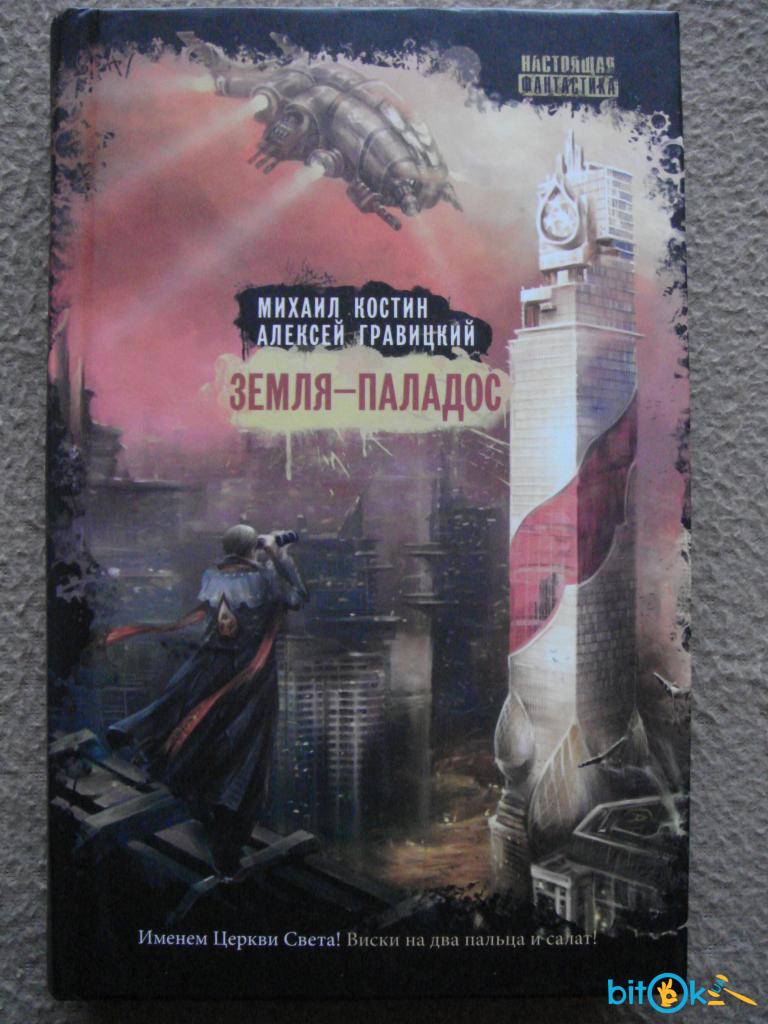 НАСТОЯЩАЯ
ФАНТАСТИКА
МИХАИЛ КОСТИН
АЛЕКСЕЙ ГРАВИЦКИЙ
ЗЕМЛЯ–ПАЛАДОС
Именем Церкви Света! Виски на два пальца и салат!
bitOk